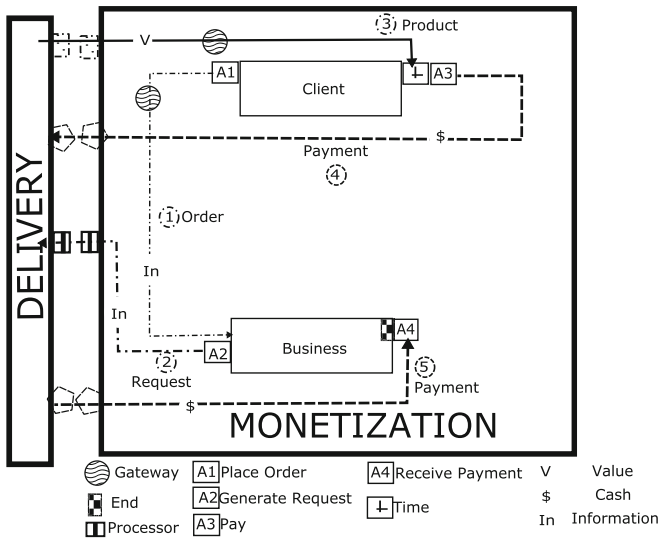 3 Product
V
A1
Client
A3
$
Payment
4
DELIVERY
1 Order
In
In
A2
Business
A4
2
Request
5
Payment
$
MONETIZATION
Gateway
A1 Place Order
A4 Receive Payment
V Value
End
A2 Generate Request
$ Cash
Processor
A3 Pay
Time
In Information